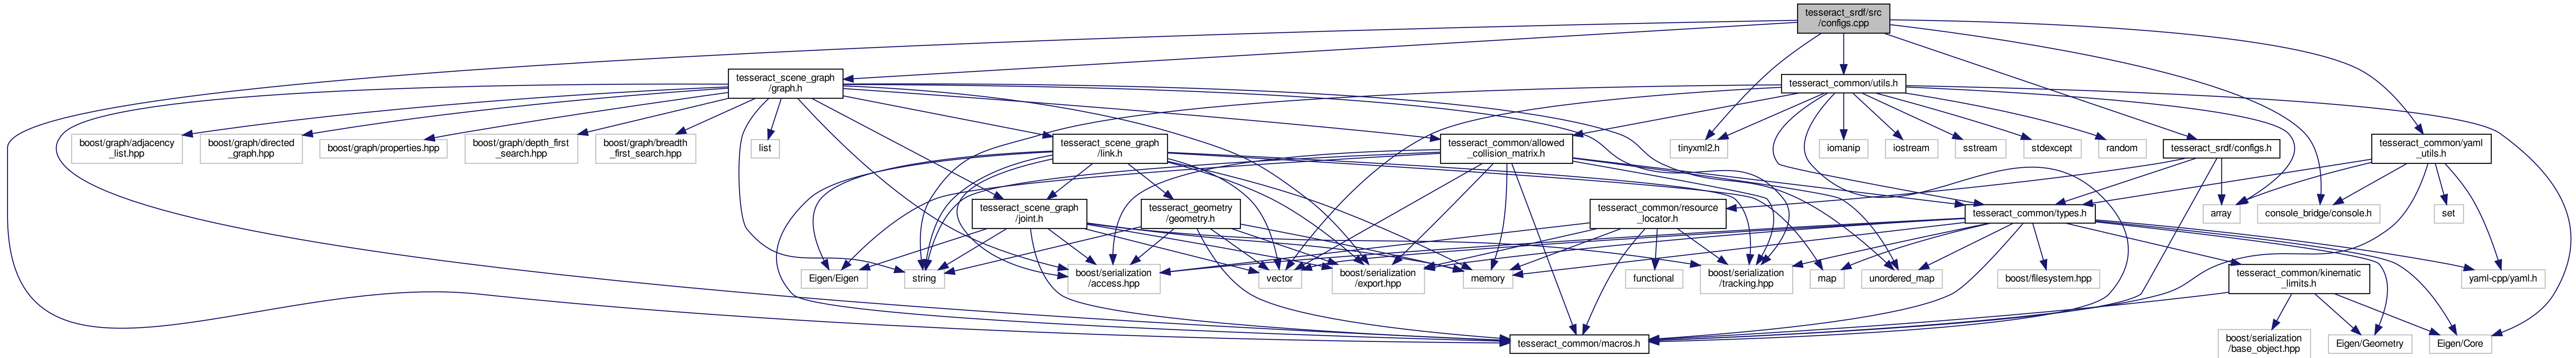 tesseract_srdf/src
/configs.cpp
tesseract_scene_graph
/graph.h
tesseract_common/utils.h
boost/graph/adjacency
_list.hpp
boost/graph/directed
_graph.hpp
boost/graph/properties.hpp
boost/graph/depth_first
_search.hpp
boost/graph/breadth
_first_search.hpp
list
tesseract_scene_graph
/link.h
tesseract_common/allowed
_collision_matrix.h
tinyxml2.h
iomanip
iostream
sstream
stdexcept
random
tesseract_srdf/configs.h
tesseract_common/yaml
_utils.h
tesseract_scene_graph
/joint.h
tesseract_geometry
/geometry.h
tesseract_common/resource
_locator.h
tesseract_common/types.h
array
console_bridge/console.h
set
Eigen/Eigen
string
boost/serialization
/access.hpp
vector
boost/serialization
/export.hpp
memory
functional
boost/serialization
/tracking.hpp
map
unordered_map
boost/filesystem.hpp
tesseract_common/kinematic
_limits.h
yaml-cpp/yaml.h
tesseract_common/macros.h
boost/serialization
/base_object.hpp
Eigen/Geometry
Eigen/Core